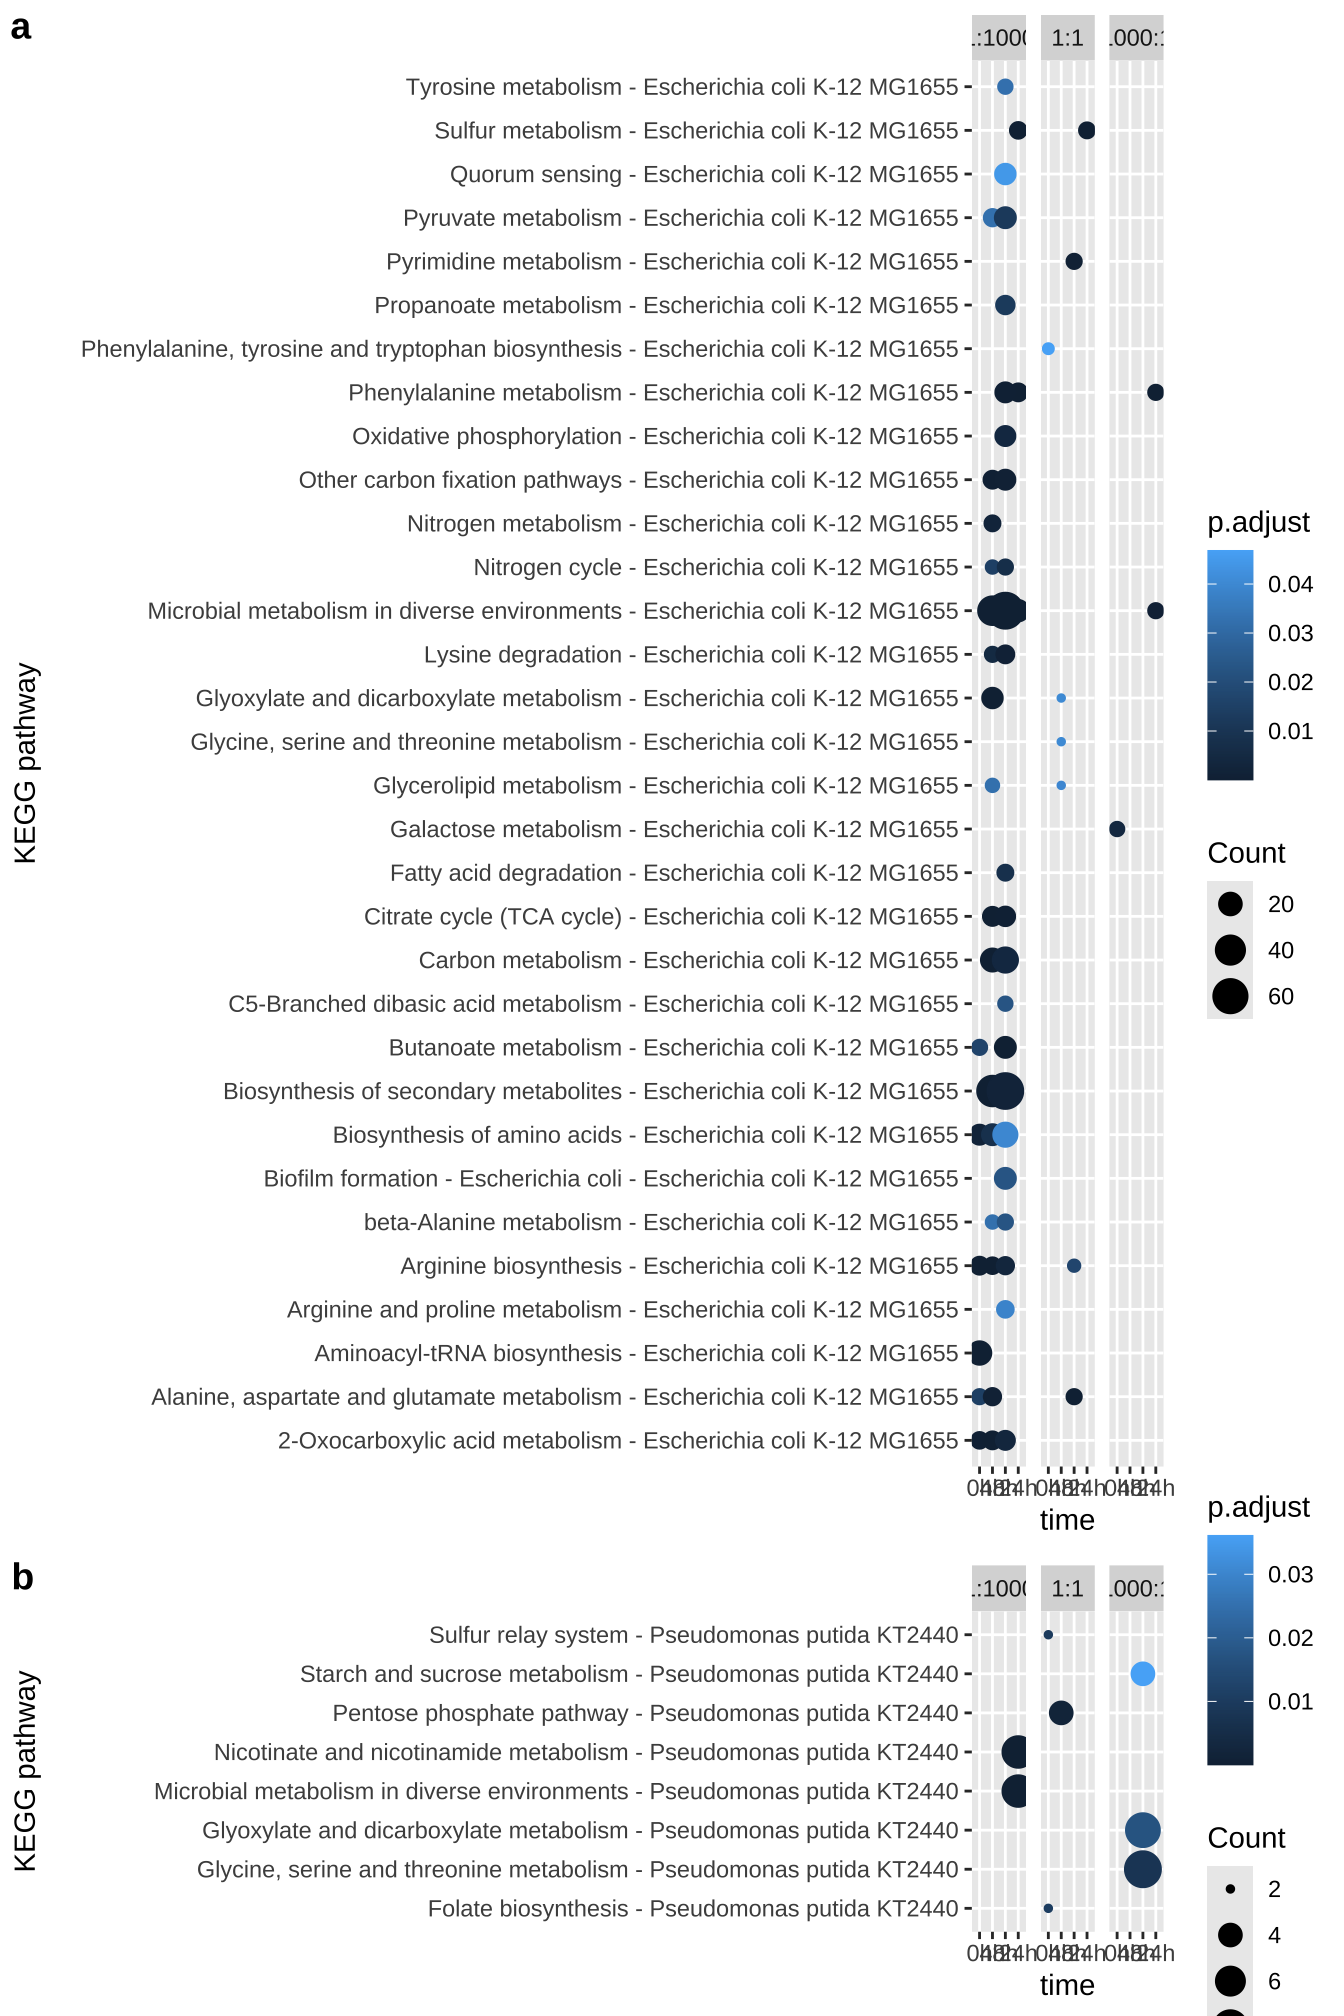 a
:1000
1:1
000:1
Tyrosine metabolism - Escherichia coli K-12 MG1655
Sulfur metabolism - Escherichia coli K-12 MG1655
Quorum sensing - Escherichia coli K-12 MG1655
Pyruvate metabolism - Escherichia coli K-12 MG1655
Pyrimidine metabolism - Escherichia coli K-12 MG1655
Propanoate metabolism - Escherichia coli K-12 MG1655
Phenylalanine, tyrosine and tryptophan biosynthesis - Escherichia coli K-12 MG1655
Phenylalanine metabolism - Escherichia coli K-12 MG1655
Oxidative phosphorylation - Escherichia coli K-12 MG1655
Other carbon fixation pathways - Escherichia coli K-12 MG1655
Nitrogen metabolism - Escherichia coli K-12 MG1655
Nitrogen cycle - Escherichia coli K-12 MG1655
Microbial metabolism in diverse environments - Escherichia coli K-12 MG1655
Lysine degradation - Escherichia coli K-12 MG1655
Glyoxylate and dicarboxylate metabolism - Escherichia coli K-12 MG1655
Glycine, serine and threonine metabolism - Escherichia coli K-12 MG1655
Glycerolipid metabolism - Escherichia coli K-12 MG1655
Galactose metabolism - Escherichia coli K-12 MG1655
Fatty acid degradation - Escherichia coli K-12 MG1655
Citrate cycle (TCA cycle) - Escherichia coli K-12 MG1655
Carbon metabolism - Escherichia coli K-12 MG1655
C5-Branched dibasic acid metabolism - Escherichia coli K-12 MG1655
Butanoate metabolism - Escherichia coli K-12 MG1655
Biosynthesis of secondary metabolites - Escherichia coli K-12 MG1655
Biosynthesis of amino acids - Escherichia coli K-12 MG1655
Biofilm formation - Escherichia coli - Escherichia coli K-12 MG1655
beta-Alanine metabolism - Escherichia coli K-12 MG1655
Arginine biosynthesis - Escherichia coli K-12 MG1655
Arginine and proline metabolism - Escherichia coli K-12 MG1655
Aminoacyl-tRNA biosynthesis - Escherichia coli K-12 MG1655
Alanine, aspartate and glutamate metabolism - Escherichia coli K-12 MG1655
2-Oxocarboxylic acid metabolism - Escherichia coli K-12 MG1655
KEGG pathway
time
p.adjust
0.04
0.03
0.02
0.01
Count
20
40
60
b
:1000
1:1
000:1
Sulfur relay system - Pseudomonas putida KT2440
Starch and sucrose metabolism - Pseudomonas putida KT2440
Pentose phosphate pathway - Pseudomonas putida KT2440
Nicotinate and nicotinamide metabolism - Pseudomonas putida KT2440
Microbial metabolism in diverse environments - Pseudomonas putida KT2440
Glyoxylate and dicarboxylate metabolism - Pseudomonas putida KT2440
Glycine, serine and threonine metabolism - Pseudomonas putida KT2440
Folate biosynthesis - Pseudomonas putida KT2440
KEGG pathway
time
p.adjust
0.03
0.02
0.01
Count
2
4
6